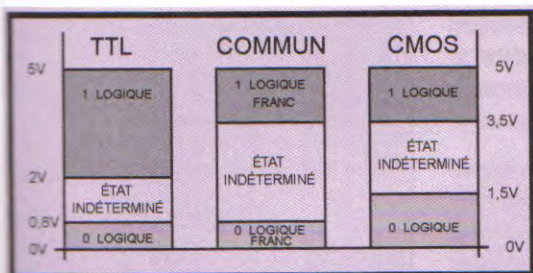 TTL COMMUN CMOS
5V 1 LOGIQUE 1 LOGIQUE 1 LOGIQUE 5V
FRANC
3,5V
ÉTAT ÉTAT
INDÉTERMINÉ INDÉTERMINÉ
2V
ÉTAT
INDÉTERMINÉ
1,5V
0,8V
0 LOGIQUE 0 LOGIQUE 0 LOGIQUE
FRANC
0V 0V